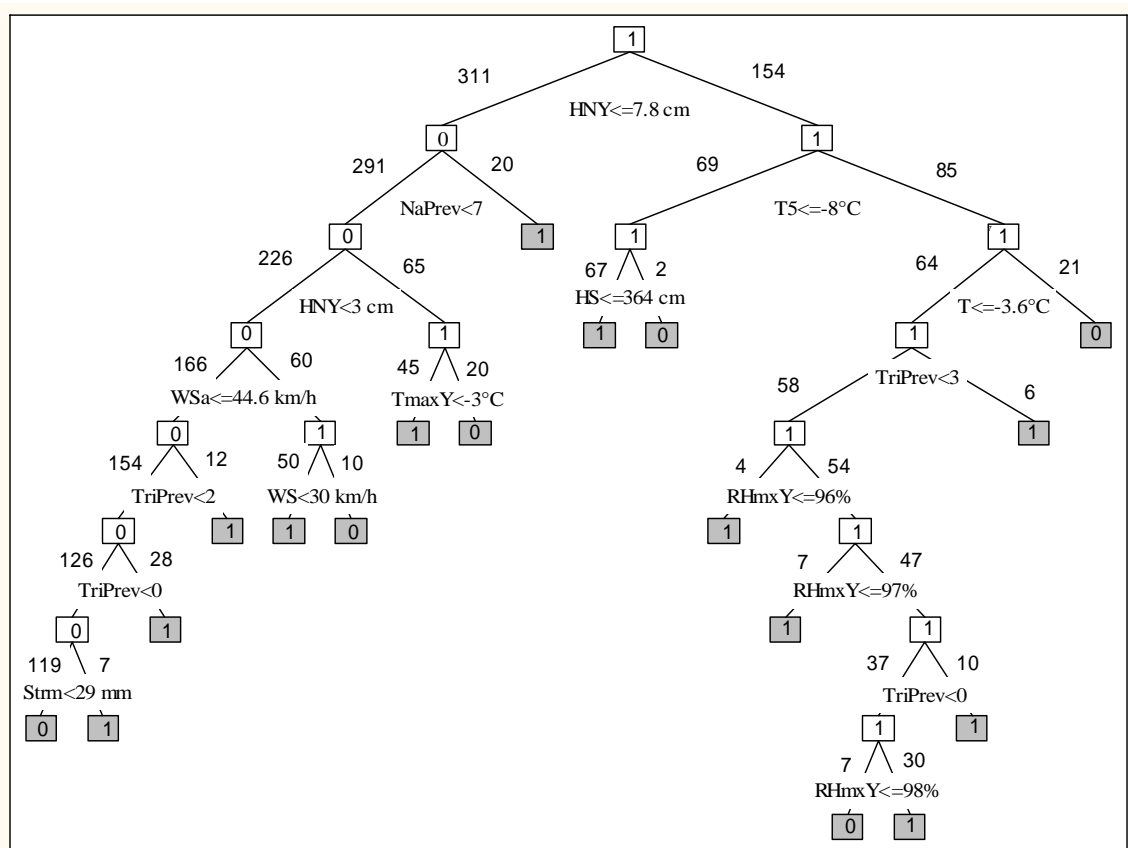 1
311 154
HNY<=7.8 cm
0 1
291 20 69 85
NaPrev<7 T5<=-8°C
0 1 1 1
226 65 67 2 64 21
HNY<3 cm HS<=364 cm T<=-3.6°C
0 1 1 0 1 0
166 60 45 20 58 6
WSa<=44.6 km/h TmaxY<-3°C TriPrev<3
0 1 1 0 1 1
154 12 50 10 4 54
TriPrev<2 WS<30 km/h RHmxY<=96%
0 1 1 0 1 1
126 28 7 47
TriPrev<0 RHmxY<=97%
0 1 1 1
119 7 37 10
Strm<29 mm TriPrev<0
0 1 1 1
7 30
RHmxY<=98%
0 1